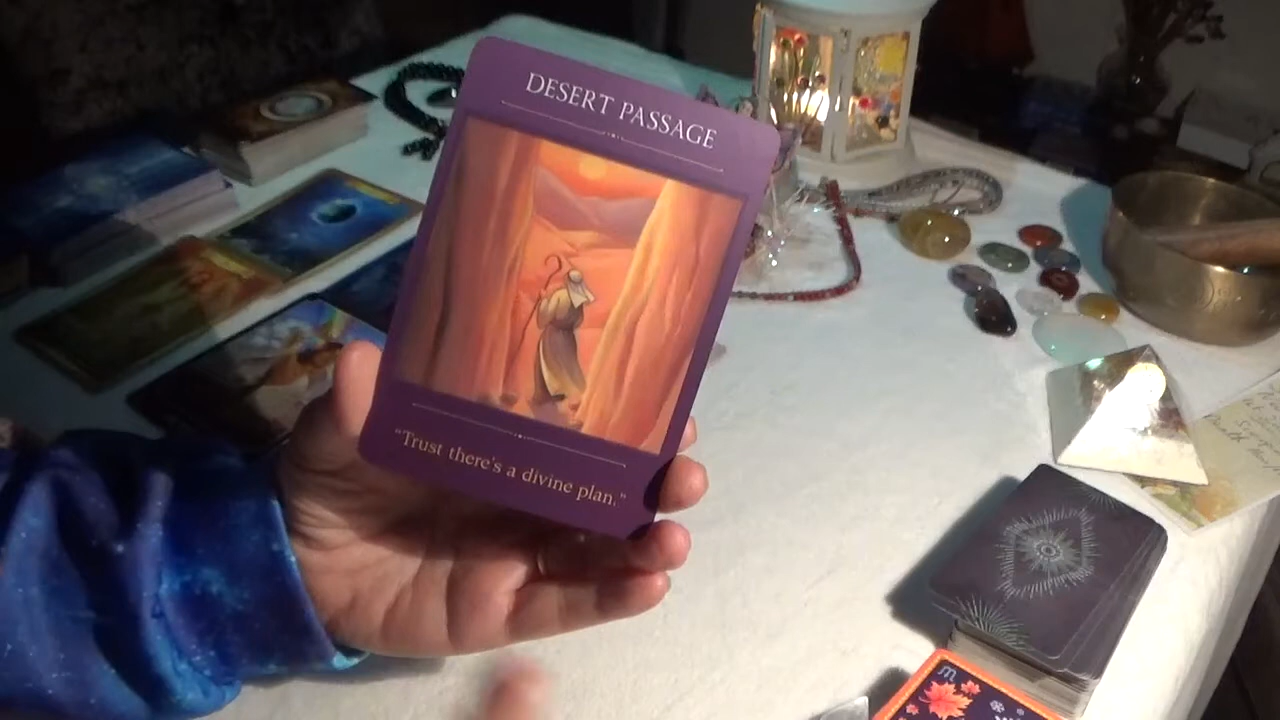 DESERT PASSAGE
"Trust there's a divine plan."
♏